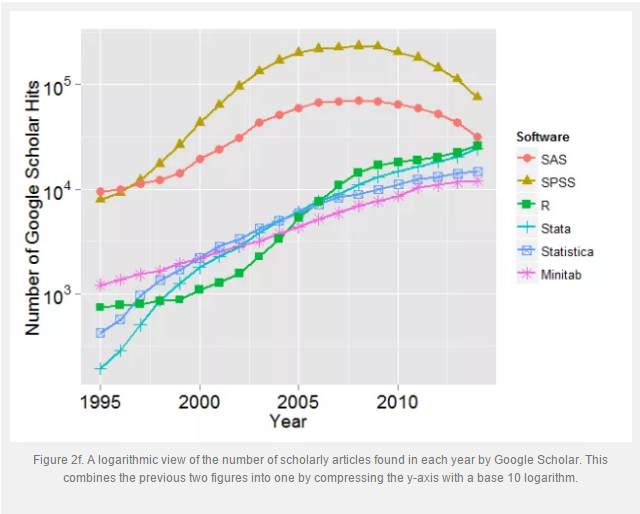 Number of Google Scholar Hits
10^5
10^4
10^3
1995 2000 2005 2010
Year
Software
SAS
SPSS
R
Stata
Statistica
Minitab
Figure 2f. A logarithmic view of the number of scholarly articles found in each year by Google Scholar. This
combines the previous two figures into one by compressing the y-axis with a base 10 logarithm.